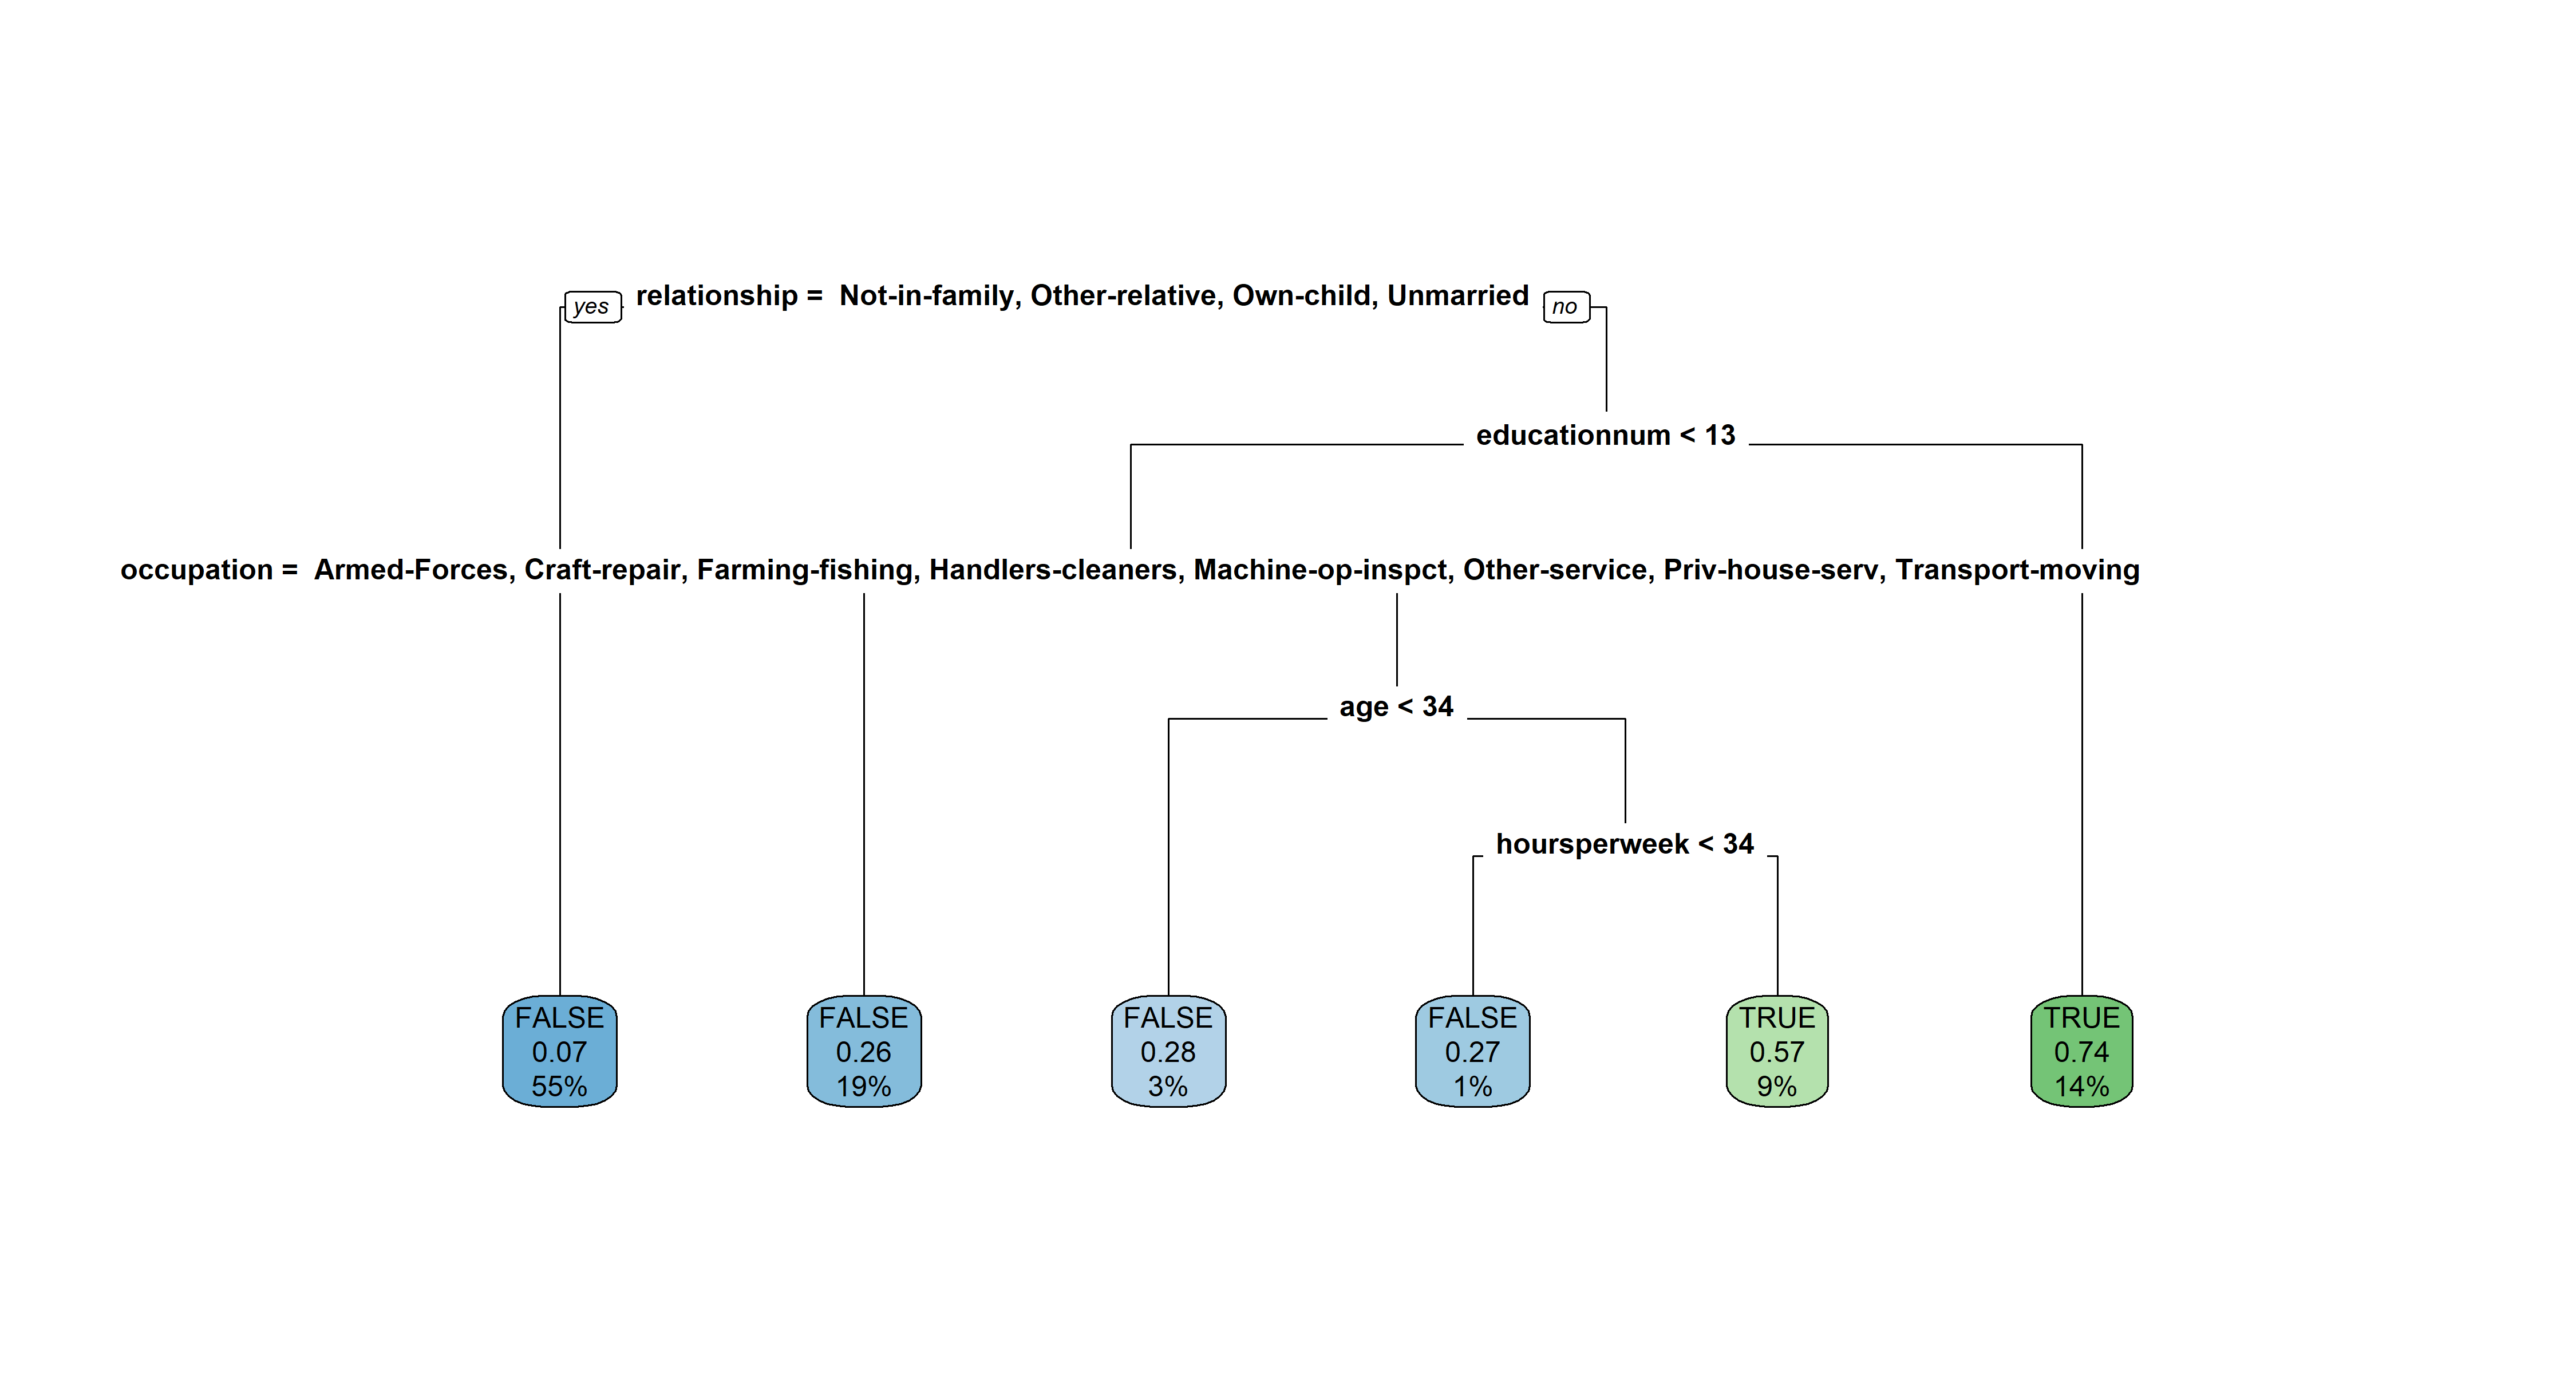 yes relationship = Not-in-family, Other-relative, Own-child, Unmarried no
educationnum < 13
occupation = Armed-Forces, Craft-repair, Farming-fishing, Handlers-cleaners, Machine-op-inspct, Other-service, Priv-house-serv, Transport-moving
age < 34
hoursperweek < 34
FALSE FALSE FALSE FALSE TRUE TRUE
0.07 0.26 0.28 0.27 0.57 0.74
55% 19% 3% 1% 9% 14%